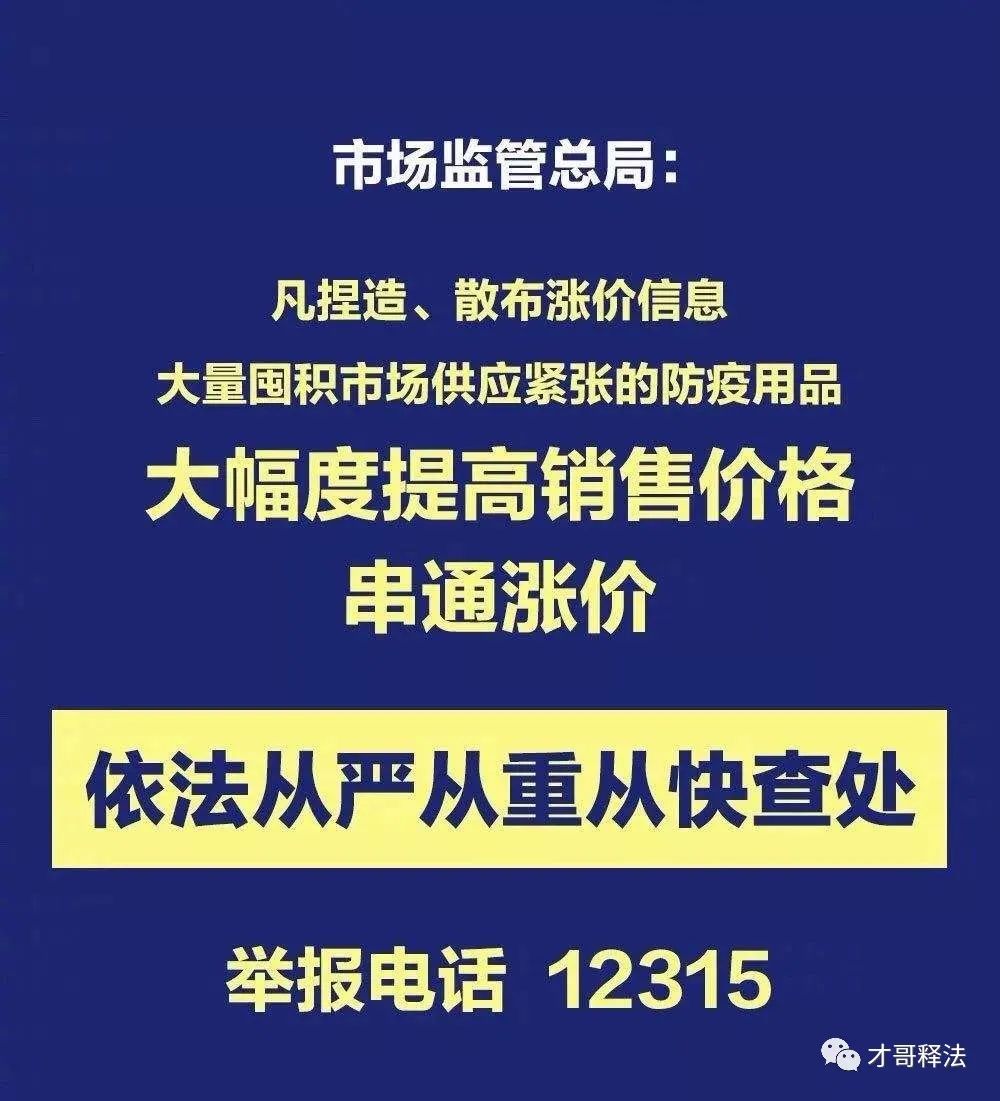 市场监管总局：
凡捏造、散布涨价信息
大量囤积市场供应紧张的防疫用品
大幅度提高销售价格
串通涨价
依法从严从重从快查处
举报电话 12315
才哥释法